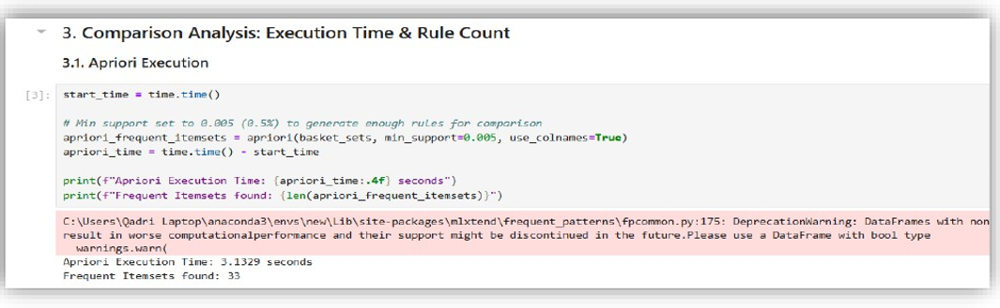 3. Comparison Analysis: Execution Time & Rule Count
3.1. Apriori Execution
[3]: start_time = time.time()
# Min support set to 0.005 (0.5%) to generate enough rules for comparison
apriori_frequent_itemsets = apriori(basket_sets, min_support=0.005, use_colnames=True)
apriori_time = time.time() - start_time
print(f"Apriori Execution Time: {apriori_time:.4f} seconds")
print(f"Frequent Itemsets found: {len(apriori_frequent_itemsets)}")
C:\Users\Qadri Laptop\anaconda3\envs\new\Lib\site-packages\mlxtend\frequent_patterns\fpcommon.py:175: DeprecationWarning: DataFrames with non
result in worse computationalperformance and their support might be discontinued in the future.Please use a DataFrame with bool type
warnings.warn(
Apriori Execution Time: 3.1329 seconds
Frequent Itemsets found: 33